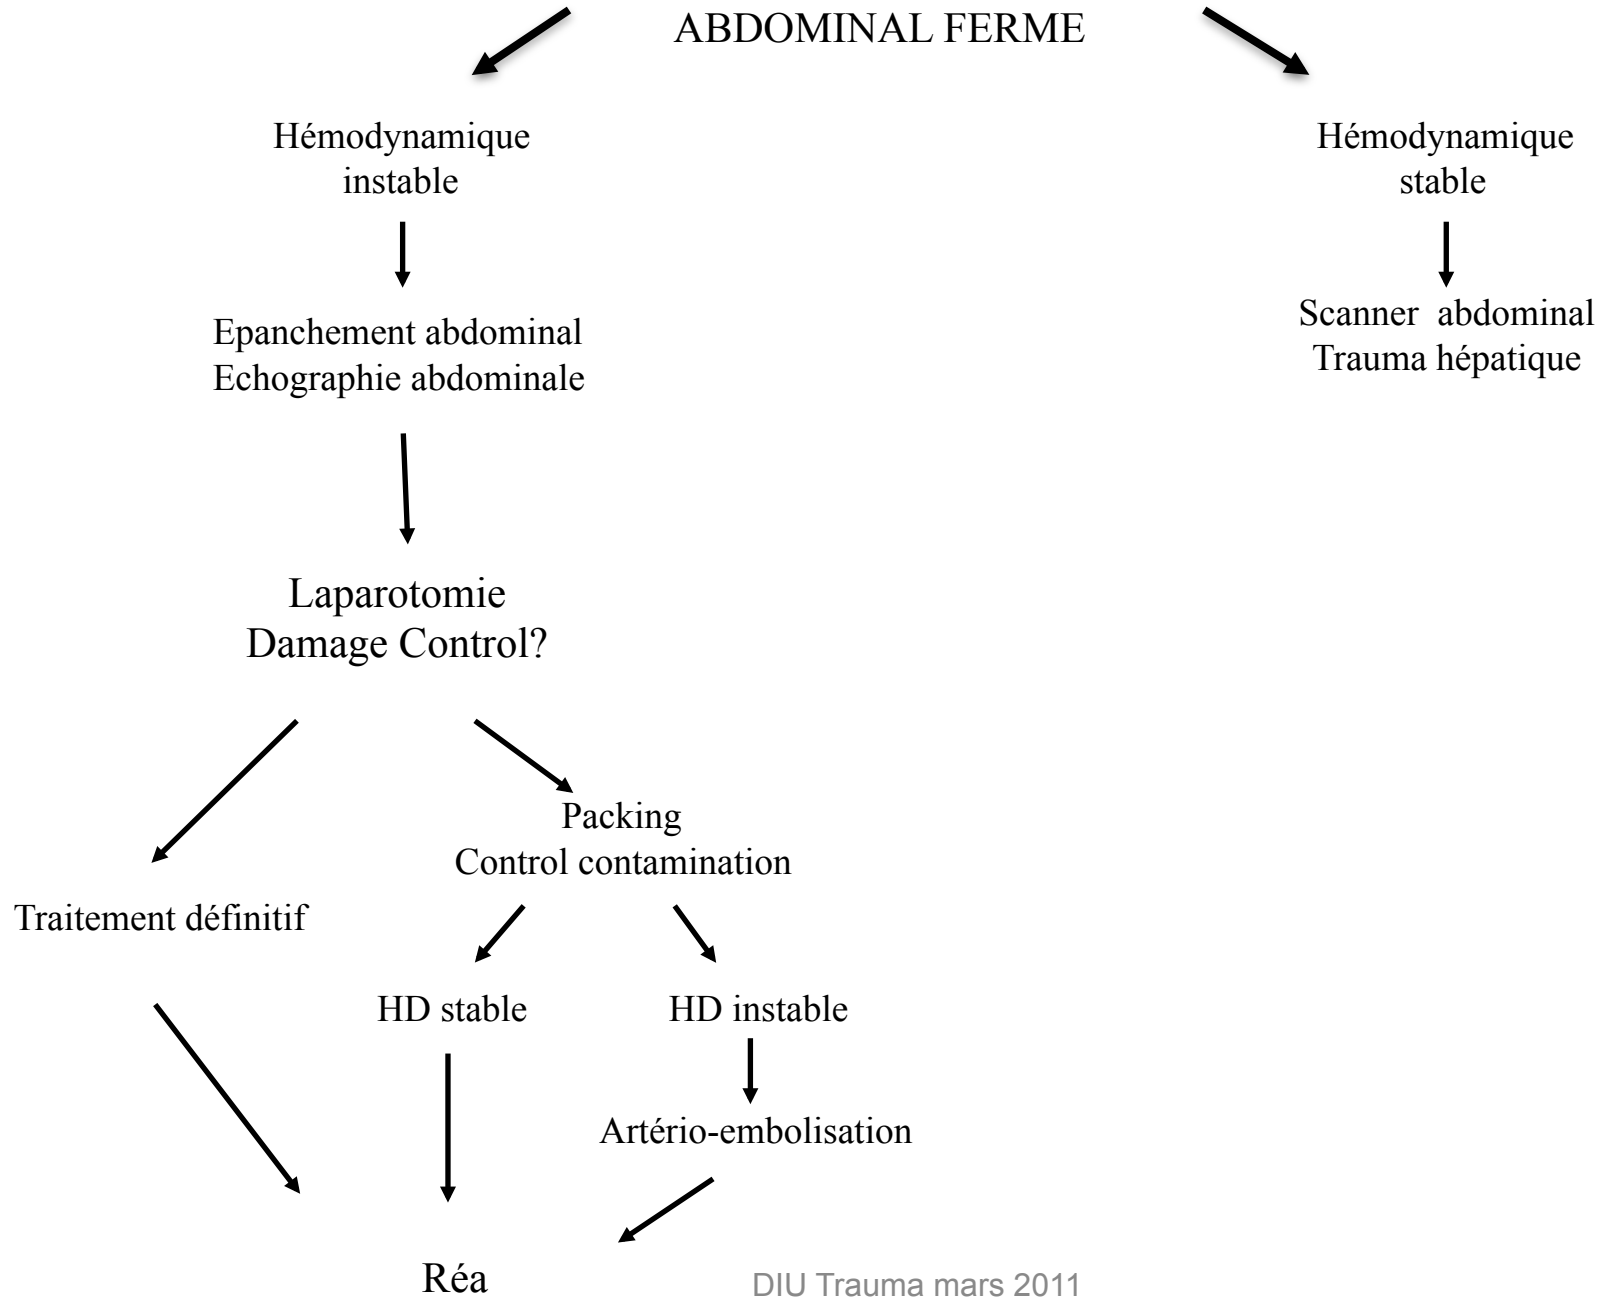 ABDOMINAL FERME
Hémodynamique
instable
Hémodynamique
stable
Epanchement abdominal
Echographie abdominale
Scanner abdominal
Trauma hépatique
Laparotomie
Damage Control?
Packing
Control contamination
Traitement définitif
HD stable
HD instable
Artério-embolisation
Réa
DIU Trauma mars 2011